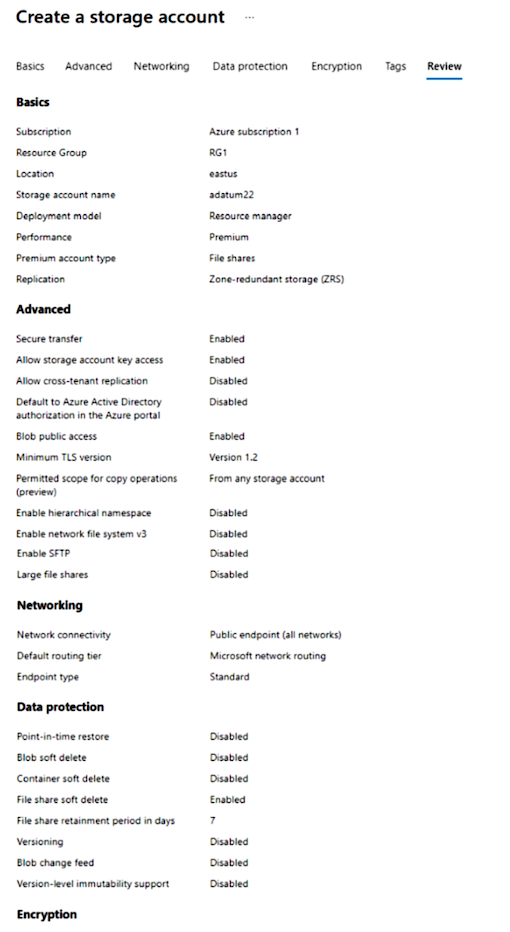 Create a storage account ...
Basics Advanced Networking Data protection Encryption Tags Review
Basics
Subscription Azure subscription 1
Resource Group RG1
Location eastus
Storage account name adatum22
Deployment model Resource manager
Performance Premium
Premium account type File shares
Replication Zone-redundant storage (ZRS)
Advanced
Secure transfer Enabled
Allow storage account key access Enabled
Allow cross-tenant replication Disabled
Default to Azure Active Directory Disabled
authorization in the Azure portal
Blob public access Enabled
Minimum TLS version Version 1.2
Permitted scope for copy operations From any storage account
(preview)
Enable hierarchical namespace Disabled
Enable network file system v3 Disabled
Enable SFTP Disabled
Large file shares Disabled
Networking
Network connectivity Public endpoint (all networks)
Default routing tier Microsoft network routing
Endpoint type Standard
Data protection
Point-in-time restore Disabled
Blob soft delete Disabled
Container soft delete Disabled
File share soft delete Enabled
File share retainment period in days 7
Versioning Disabled
Blob change feed Disabled
Version-level immutability support Disabled
Encryption